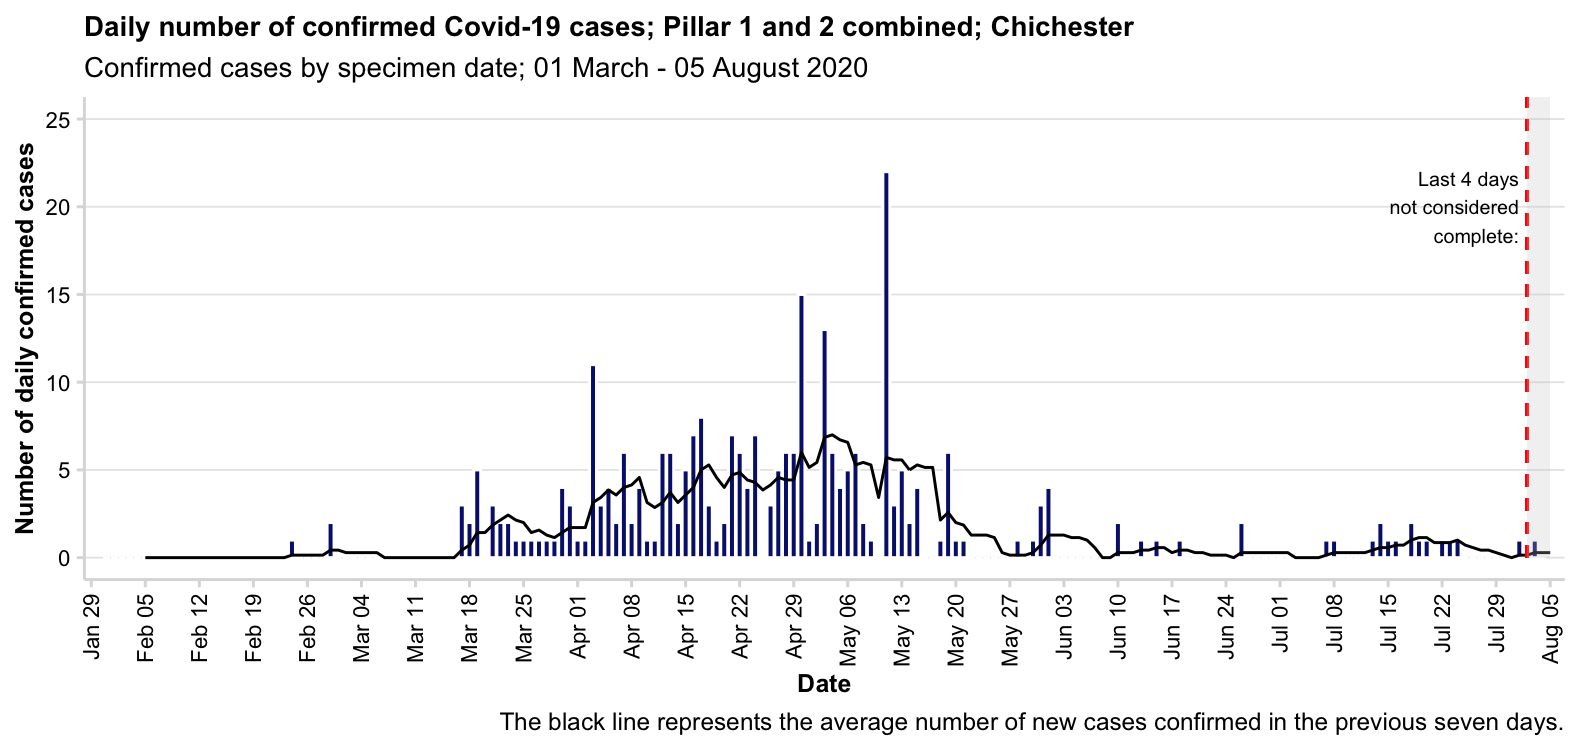 Daily number of confirmed Covid-19 cases; Pillar 1 and 2 combined; Chichester
Confirmed cases by specimen date; 01 March - 05 August 2020
Number of daily confirmed cases
25
20
15
10
5
0
Last 4 days
not considered
complete:
Jan 29
Feb 05
Feb 12
Feb 19
Feb 26
Mar 04
Mar 11
Mar 18
Mar 25
Apr 01
Apr 08
Apr 15
Apr 22
Apr 29
May 06
May 13
May 20
May 27
Jun 03
Jun 10
Jun 17
Jun 24
Jul 01
Jul 08
Jul 15
Jul 22
Jul 29
Aug 05
Date
The black line represents the average number of new cases confirmed in the previous seven days.